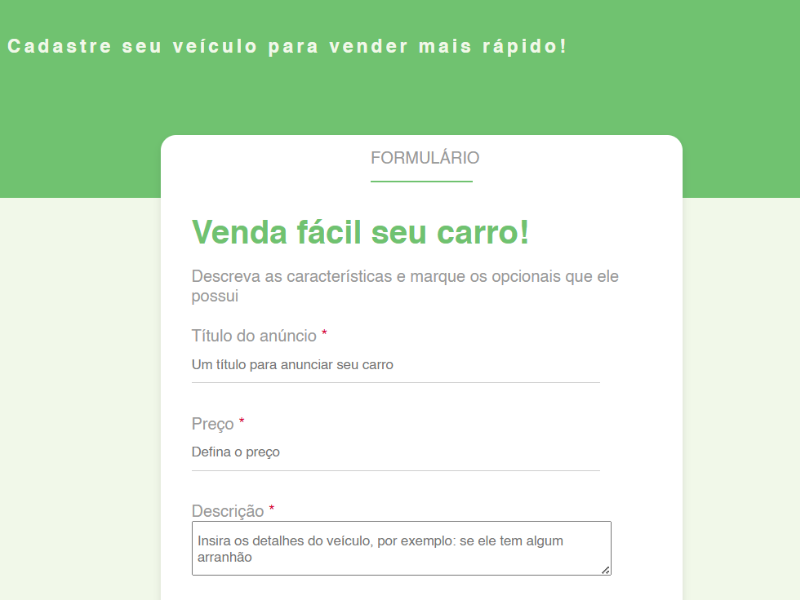 Cadastre seu veículo para vender mais rápido!
FORMULÁRIO
Venda fácil seu carro!
Descreva as características e marque os opcionais que ele
possui
Título do anúncio *
Um título para anunciar seu carro
Preço *
Defina o preço
Descrição *
Insira os detalhes do veículo, por exemplo: se ele tem algum
arranhão